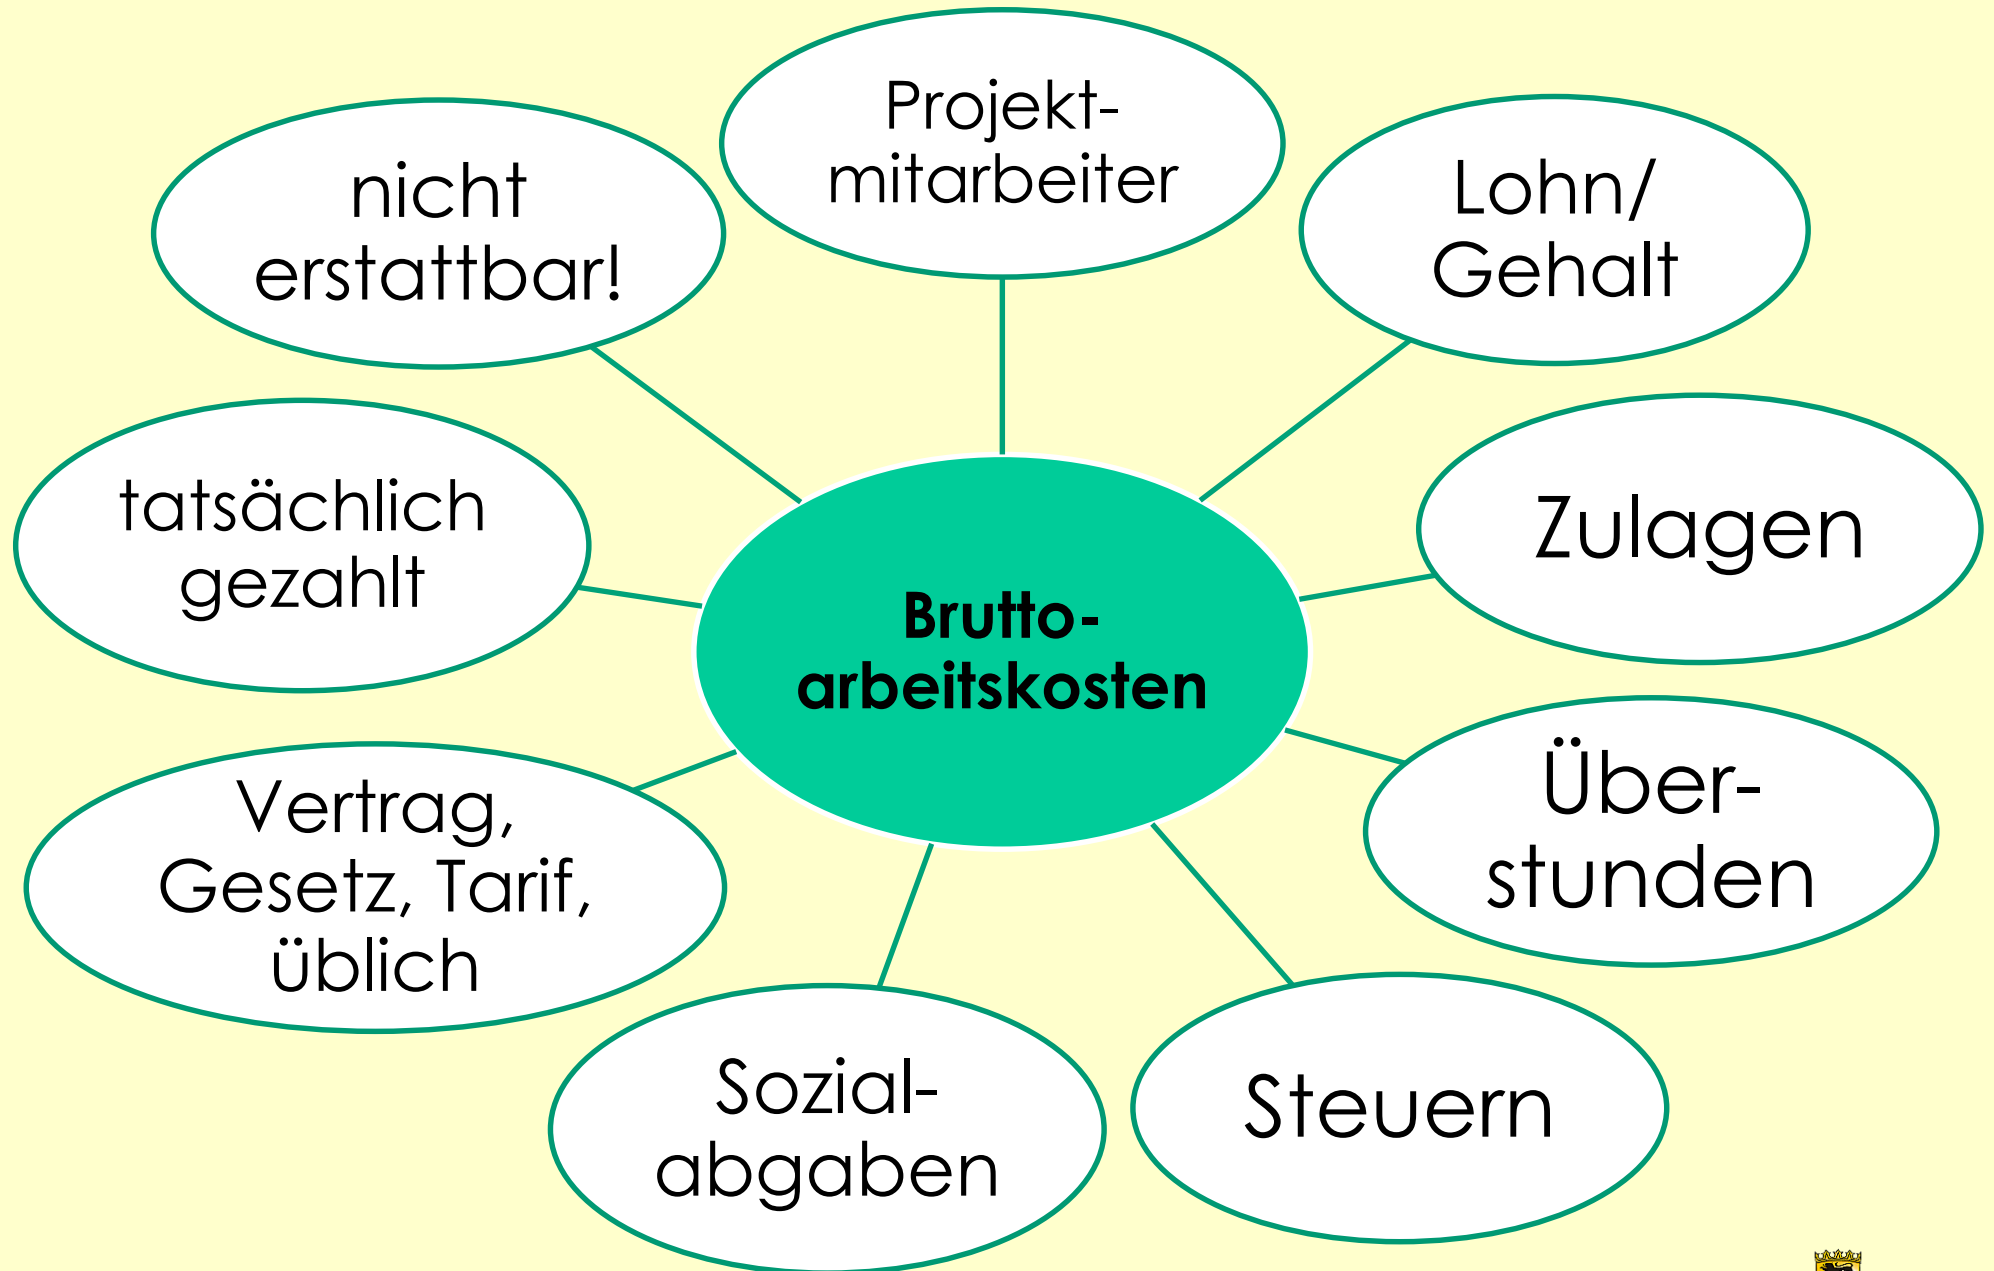 Projekt-
mitarbeiter
Lohn/
Gehalt
Zulagen
Über-
stunden
Steuern
Sozial-
abgaben
Vertrag,
Gesetz, Tarif,
üblich
tatsächlich
gezahlt
nicht
erstattbar!
Brutto-
arbeitskosten